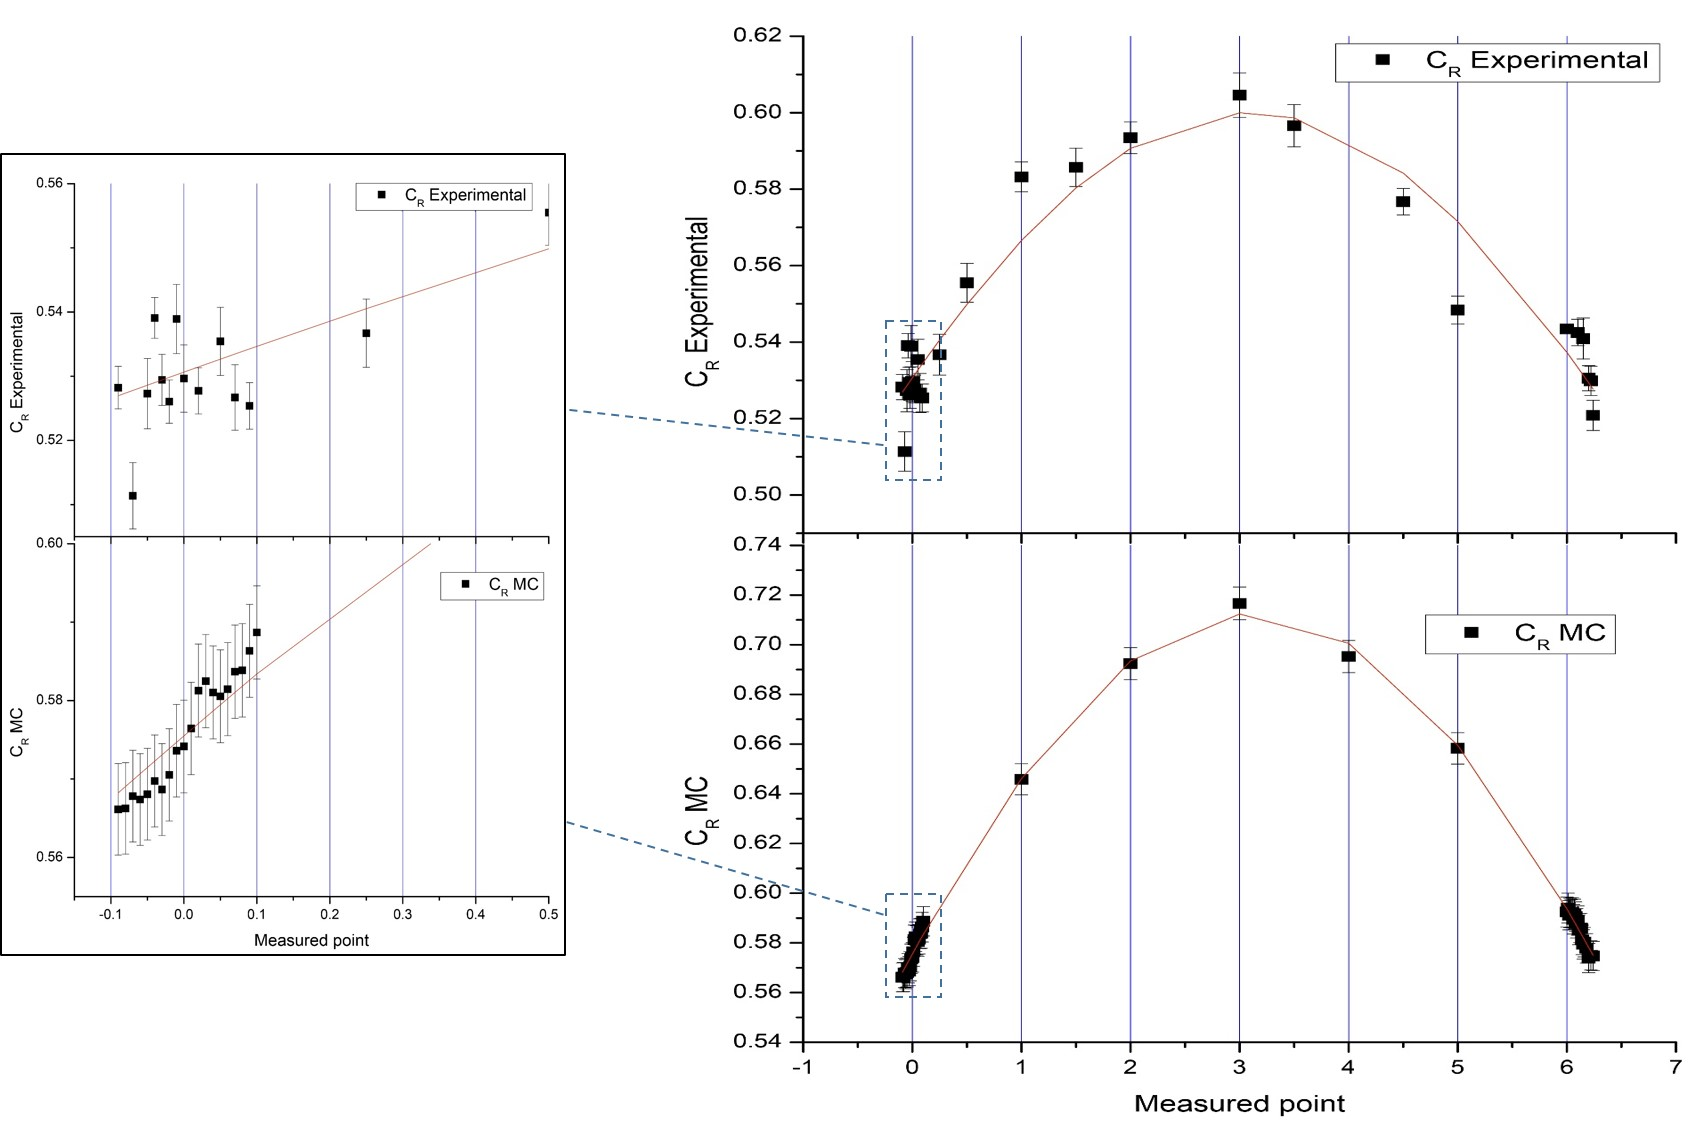 0.56
0.54
0.52
C_R Experimental
C_R Experimental
0.60
0.58
0.56
C_R MC
C_R MC
-0.1 0.0 0.1 0.2 0.3 0.4 0.5
Measured point
0.62
0.60
0.58
0.56
0.54
0.52
0.50
C_R Experimental
C_R Experimental
0.74
0.72
0.70
0.68
0.66
0.64
0.62
0.60
0.58
0.56
0.54
C_R MC
C_R MC
-1 0 1 2 3 4 5 6 7
Measured point